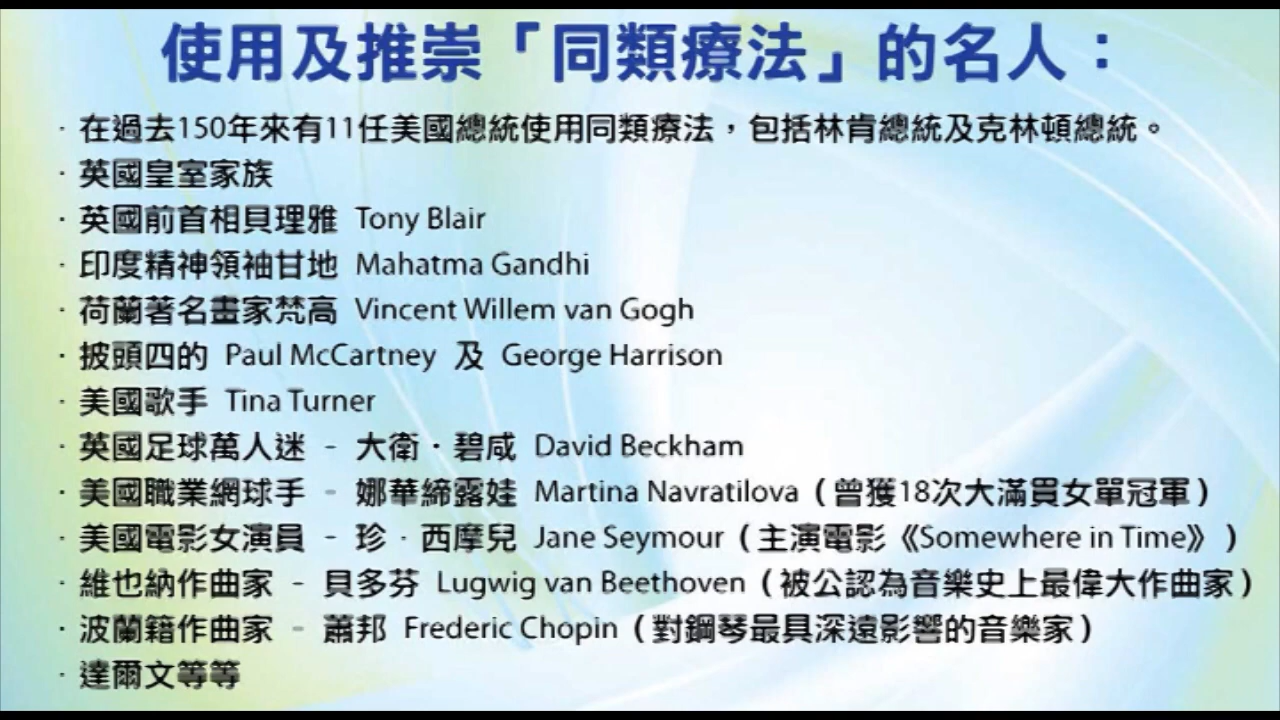 使用及推崇「同類療法」的名人：
· 在過去150年來有11任美國總統使用同類療法，包括林肯總統及克林頓總統。
· 英國皇室家族
· 英國前首相貝理雅 Tony Blair
· 印度精神領袖甘地 Mahatma Gandhi
· 荷蘭著名畫家梵高 Vincent Willem van Gogh
· 披頭四的 Paul McCartney 及 George Harrison
· 美國歌手 Tina Turner
· 英國足球萬人迷 - 大衛·碧咸 David Beckham
· 美國職業網球手 - 娜華締露娃 Martina Navratilova（曾獲18次大滿貫女單冠軍）
· 美國電影女演員 - 珍·西摩兒 Jane Seymour（主演電影《Somewhere in Time》）
· 維也納作曲家 - 貝多芬 Lugwig van Beethoven（被公認為音樂史上最偉大作曲家）
· 波蘭籍作曲家 - 蕭邦 Frederic Chopin（對鋼琴最具深遠影響的音樂家）
· 達爾文等等